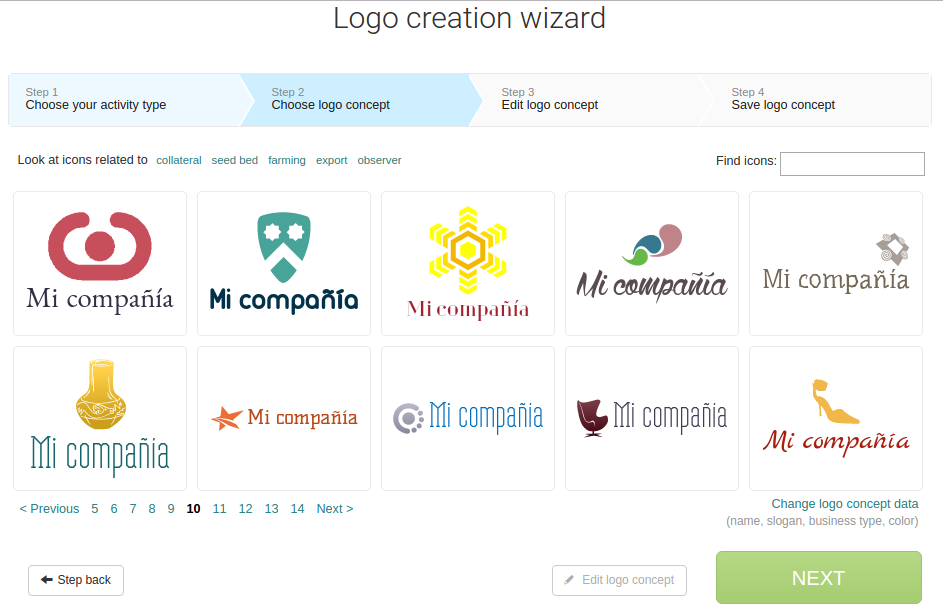 Logo creation wizard
Step 1
Choose your activity type
Step 2
Choose logo concept
Step 3
Edit logo concept
Step 4
Save logo concept
Look at icons related to collateral seed bed farming export observer
Find icons:
Mi compañía
Mi compañía
Mi compañía
Mi compañía
Mi compañía
Mi compañía
Mi compañía
Mi compañía
Mi compañía
Mi compañía
< Previous 5 6 7 8 9 10 11 12 13 14 Next >
Change logo concept data
(name, slogan, business type, color)
Step back
Edit logo concept
NEXT